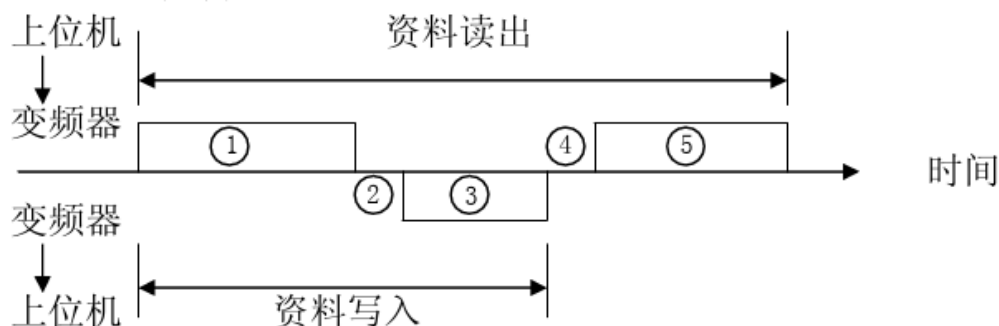 上位机
资料读出
变频器
① ④ ⑤
时间
② ③
变频器
上位机
资料写入